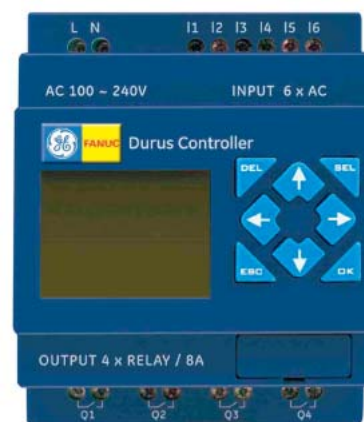 L N I1 I2 I3 I4 I5 I6
AC 100 ~ 240V INPUT 6 x AC
GE FANUC Durus Controller
DEL SEL
ESC OK
OUTPUT 4 x RELAY / 8A
Q1 Q2 Q3 Q4